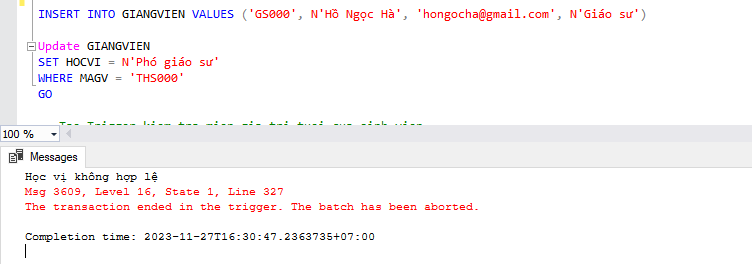 INSERT INTO GIANGVIEN VALUES ('GS000', N'Hồ Ngọc Hà', 'hongocha@gmail.com', N'Giáo sư')
Update GIANGVIEN
SET HOCVI = N'Phó giáo sư'
WHERE MAGV = 'THS000'
GO
100 %
Messages
Học vị không hợp lệ
Msg 3609, Level 16, State 1, Line 327
The transaction ended in the trigger. The batch has been aborted.
Completion time: 2023-11-27T16:30:47.2363735+07:00